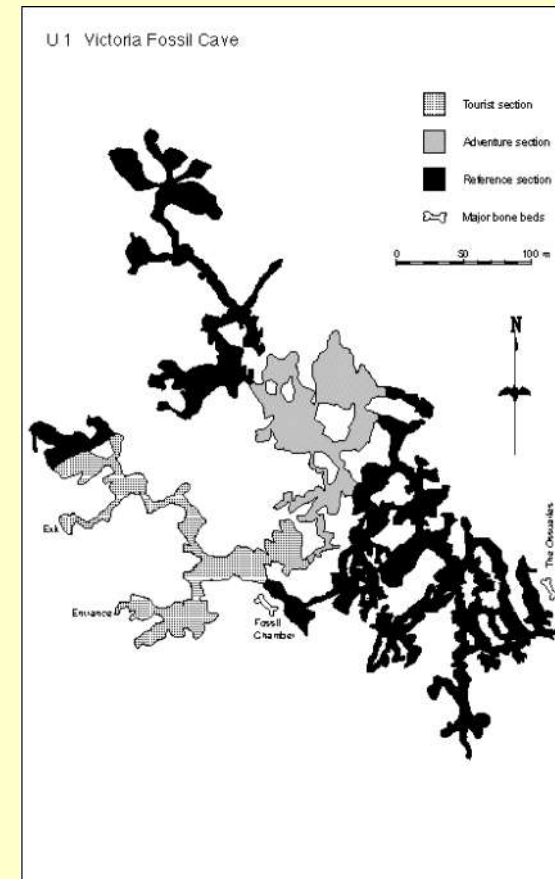 U 1 Victoria Fossil Cave
Tourist section
Adventure section
Reference section
Major bone beds
0 50 100 m
N
Exit
Entrance
Fossil
Chamber
The Ossuaries